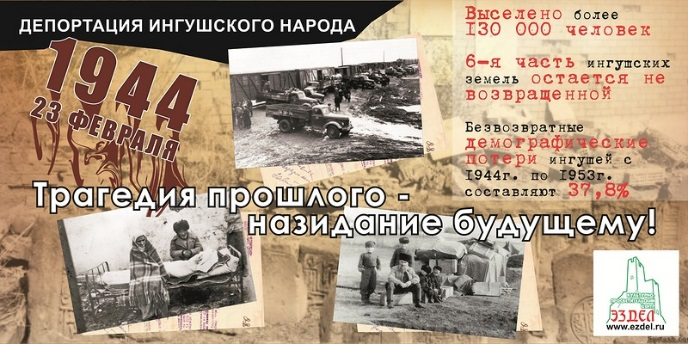 ДЕПОРТАЦИЯ ИНГУШСКОГО НАРОДА
1944
23 ФЕВРАЛЯ
Выселено более
130 000 человек
6-я часть ингушских
земель остается не
возвращенной
Безвозвратные
демографические
потери ингушей с
1944г. по 1953г.
составляют 37,8%
Трагедия прошлого -
назидание будущему!
ЭЗДЕЛ
www.ezdel.ru